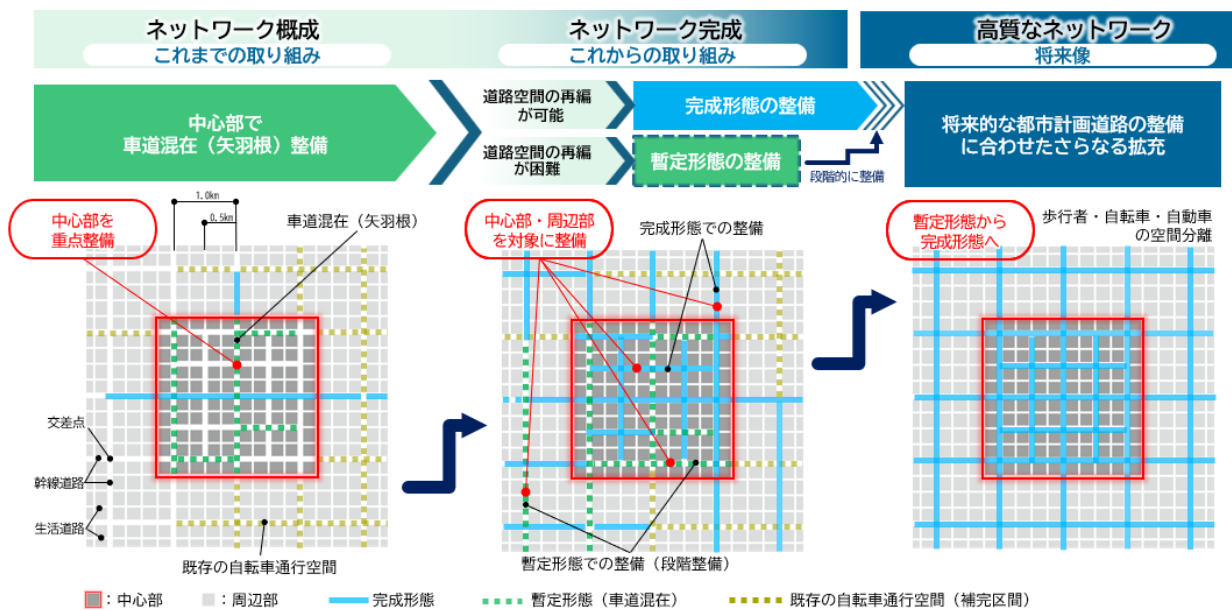 ネットワーク概成
これまでの取り組み
ネットワーク完成
これからの取り組み
高質なネットワーク
将来像
中心部で
車道混在（矢羽根）整備
道路空間の再編
が可能
完成形態の整備
道路空間の再編
が困難
暫定形態の整備
段階的に整備
将来的な都市計画道路の整備
に合わせたさらなる拡充
中心部を
重点整備
1.0km
0.5km
車道混在（矢羽根）
交差点
幹線道路
生活道路
既存の自転車通行空間
中心部・周辺部
を対象に整備
完成形態での整備
暫定形態での整備（段階整備）
暫定形態から
完成形態へ
歩行者・自転車・自動車
の空間分離
：中心部
：周辺部
完成形態
暫定形態（車道混在）
既存の自転車通行空間（補完区間）